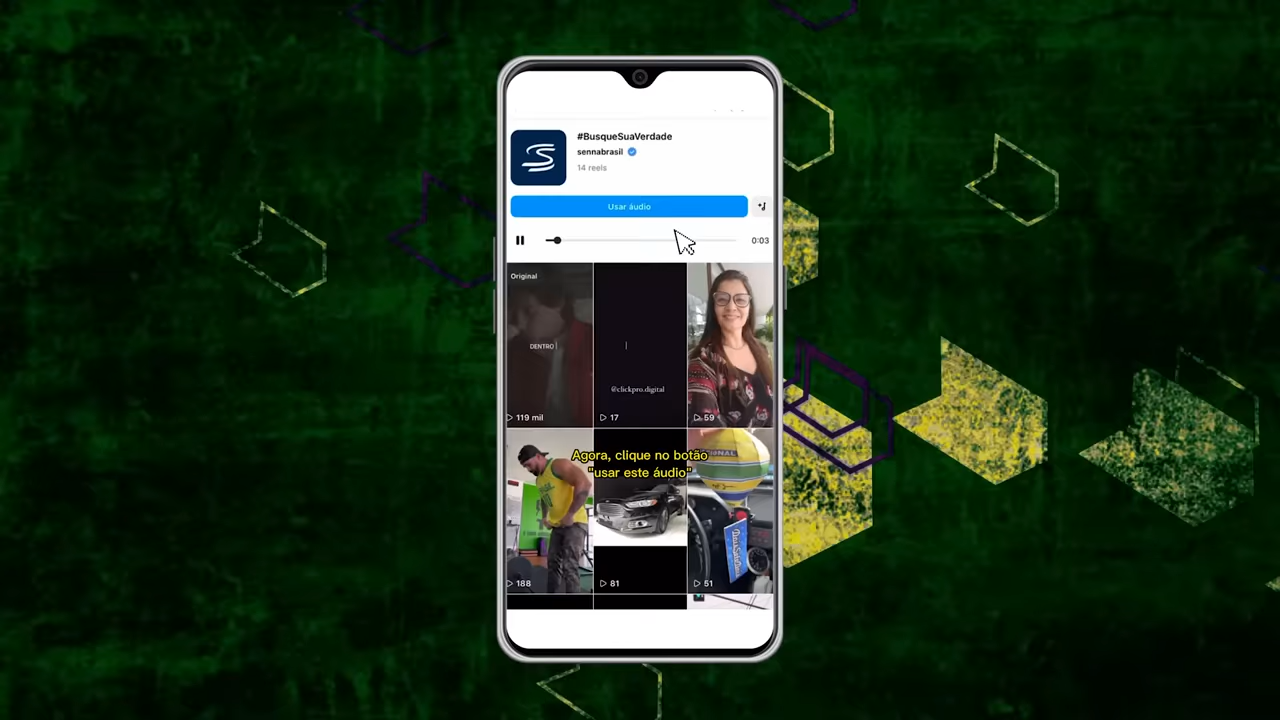 #BusqueSuaVerdade
sennabrasil
14 reels
Usar áudio
0:03
Original
DENTRO
@clickpro.digital
119 mil
17
59
Agora, clique no botão
"usar este áudio"
188
81
51